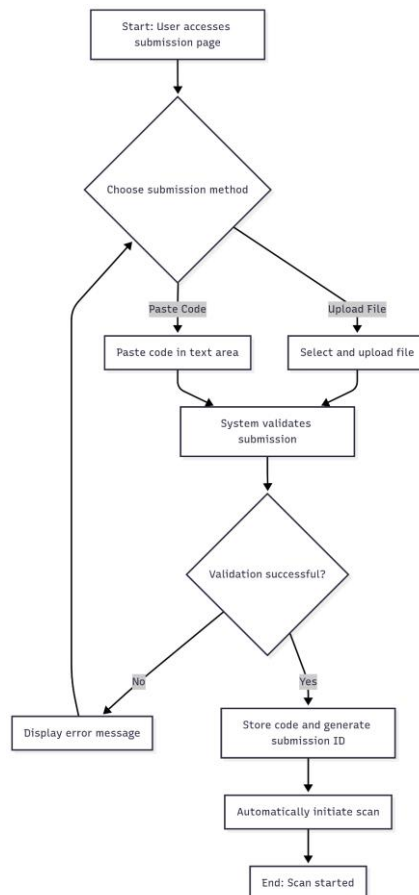 Start: User accesses
submission page
Choose submission method
Paste Code
Upload File
Paste code in text area
Select and upload file
System validates
submission
Validation successful?
No
Yes
Display error message
Store code and generate
submission ID
Automatically initiate scan
End: Scan started